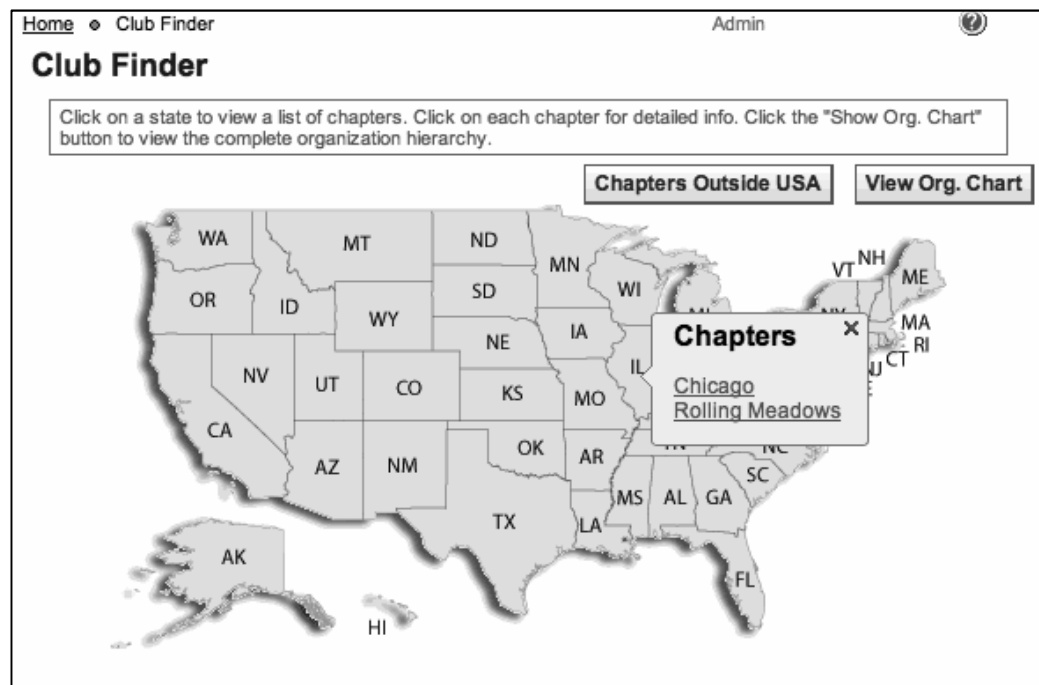 Home Club Finder Admin ?
Club Finder
Click on a state to view a list of chapters. Click on each chapter for detailed info. Click the "Show Org. Chart"
button to view the complete organization hierarchy.
Chapters Outside USA View Org. Chart
WA MT ND MN VT NH ME
OR ID SD WI
WY IA MA
RI
NV UT CO NE IL CT
KS MO
CA
AZ NM OK AR SC
TX LA MS AL GA
AK FL
HI
Chapters ×
Chicago
Rolling Meadows